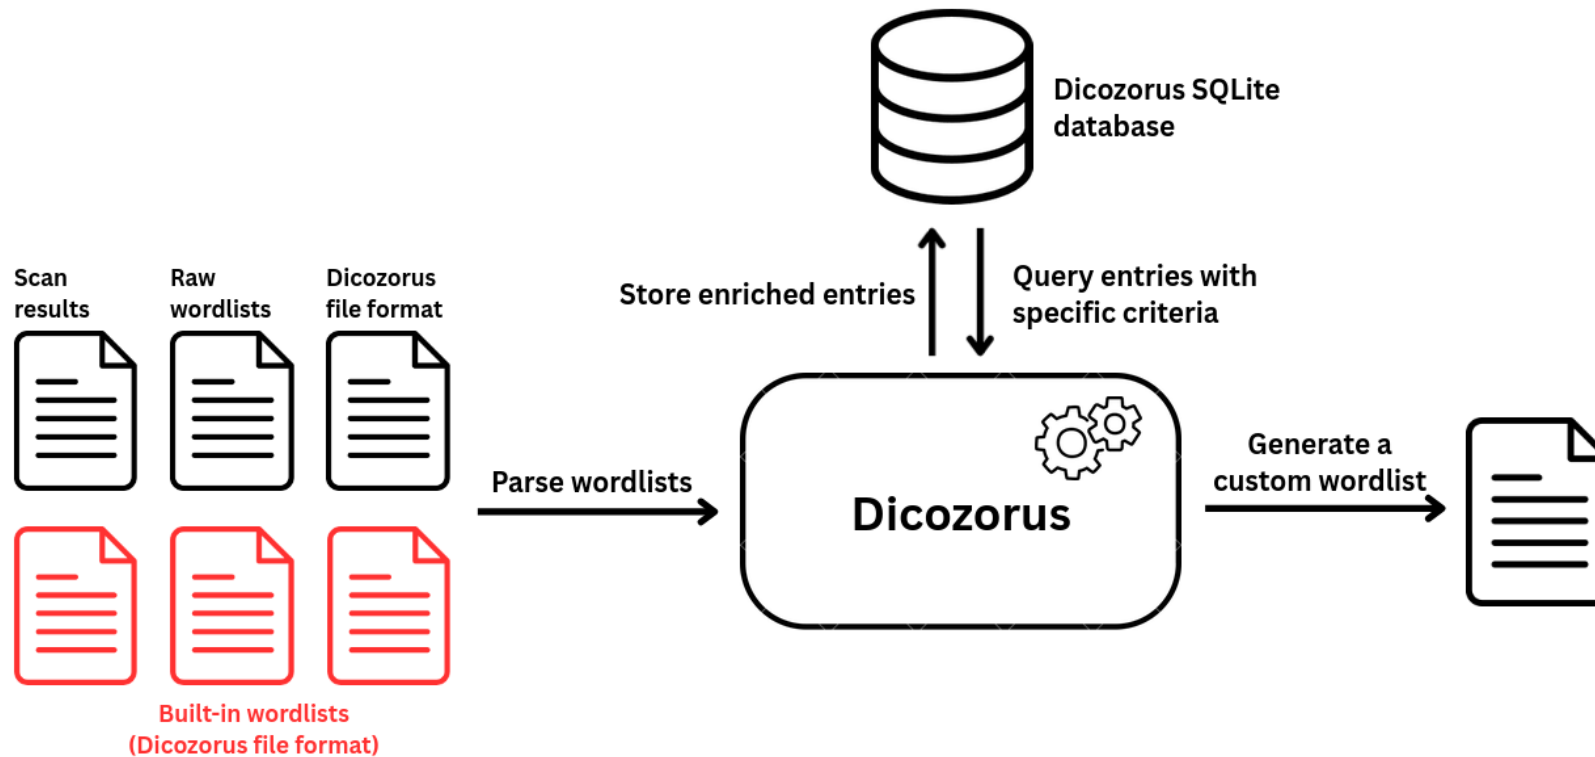 Dicozorus SQLite
database
Store enriched entries
Query entries with
specific criteria
Scan
results
Raw
wordlists
Dicozorus
file format
Parse wordlists
Dicozorus
Generate a
custom wordlist
Built-in wordlists
(Dicozorus file format)